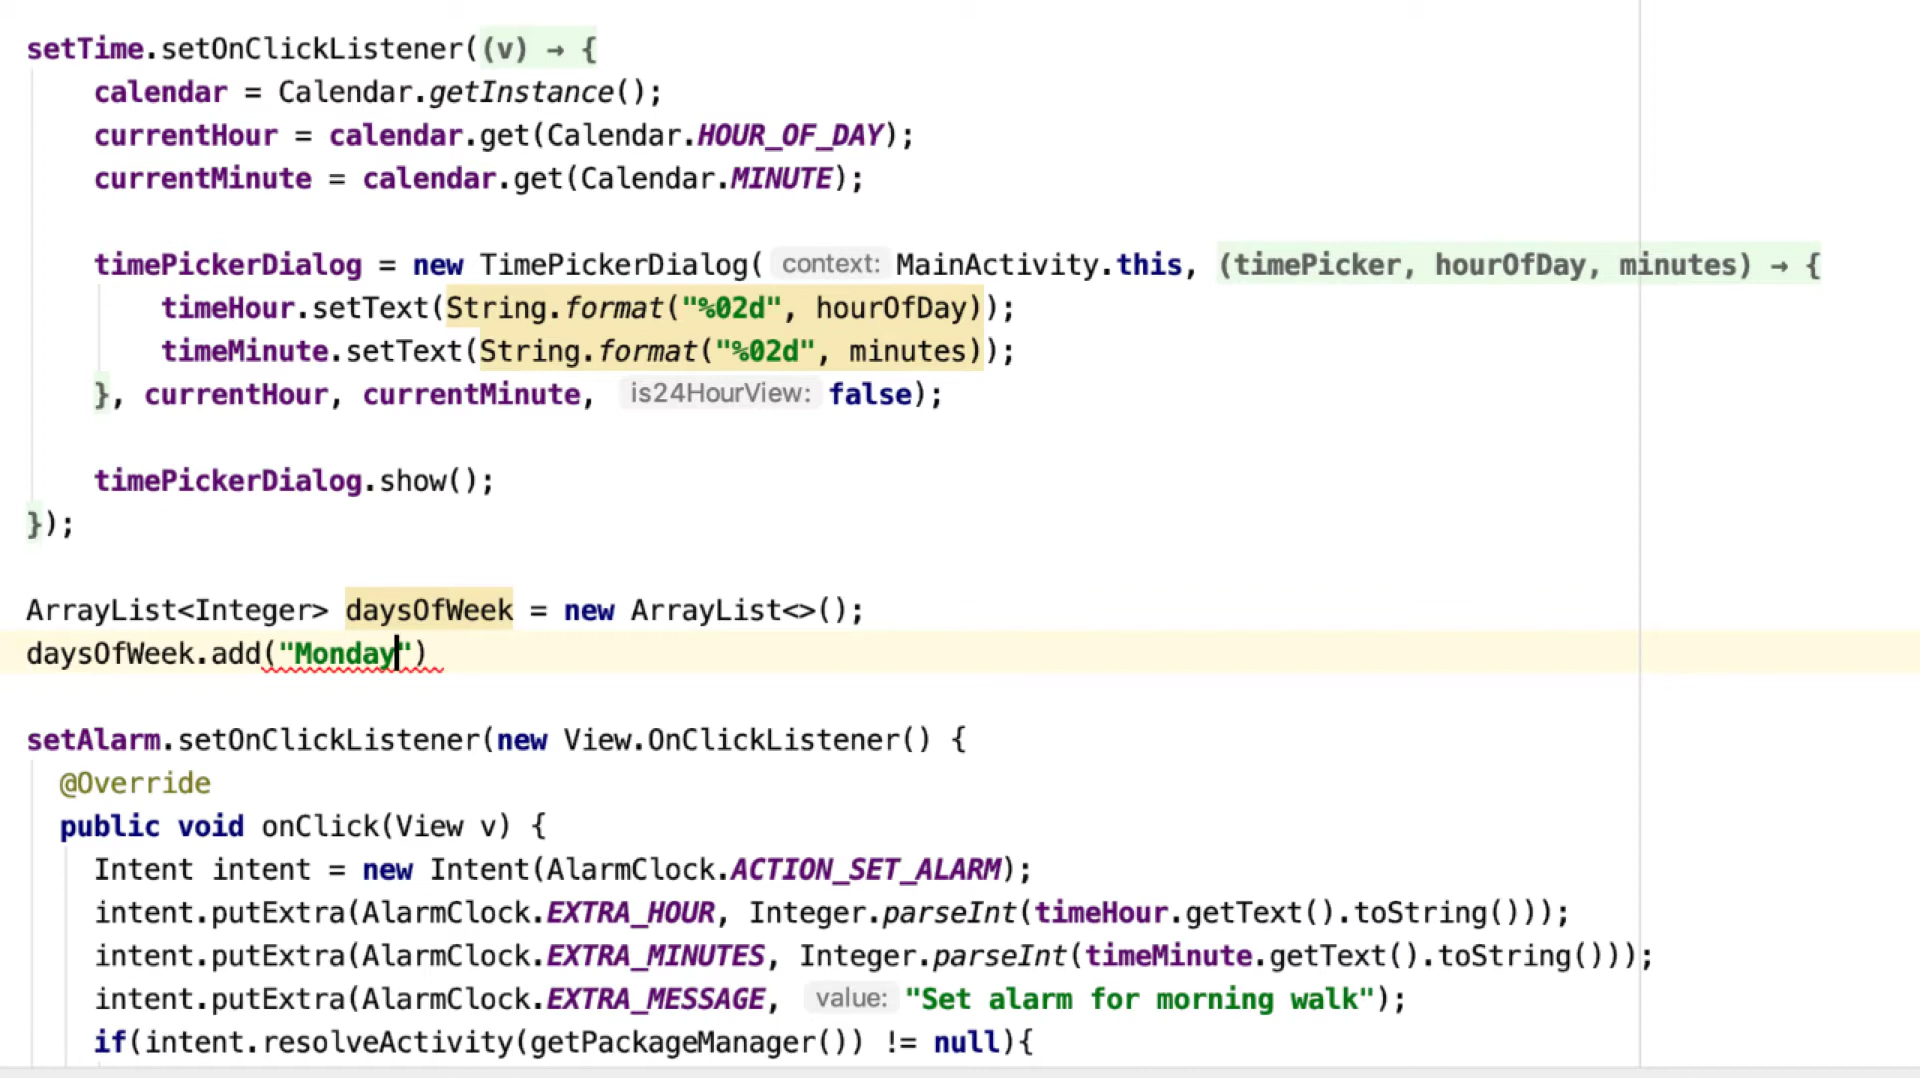 setTime.setOnClickListener((v) → {
calendar = Calendar.getInstance();
currentHour = calendar.get(Calendar.HOUR_OF_DAY);
currentMinute = calendar.get(Calendar.MINUTE);
timePickerDialog = new TimePickerDialog( context: MainActivity.this, (timePicker, hourOfDay, minutes) → {
timeHour.setText(String.format("%02d", hourOfDay));
timeMinute.setText(String.format("%02d", minutes));
}, currentHour, currentMinute, is24HourView: false);
timePickerDialog.show();
});
ArrayList<Integer> daysOfWeek = new ArrayList<>();
daysOfWeek.add("Monday")
setAlarm.setOnClickListener(new View.OnClickListener() {
@Override
public void onClick(View v) {
Intent intent = new Intent(AlarmClock.ACTION_SET_ALARM);
intent.putExtra(AlarmClock.EXTRA_HOUR, Integer.parseInt(timeHour.getText().toString()));
intent.putExtra(AlarmClock.EXTRA_MINUTES, Integer.parseInt(timeMinute.getText().toString()));
intent.putExtra(AlarmClock.EXTRA_MESSAGE, value: "Set alarm for morning walk");
if(intent.resolveActivity(getPackageManager()) != null){